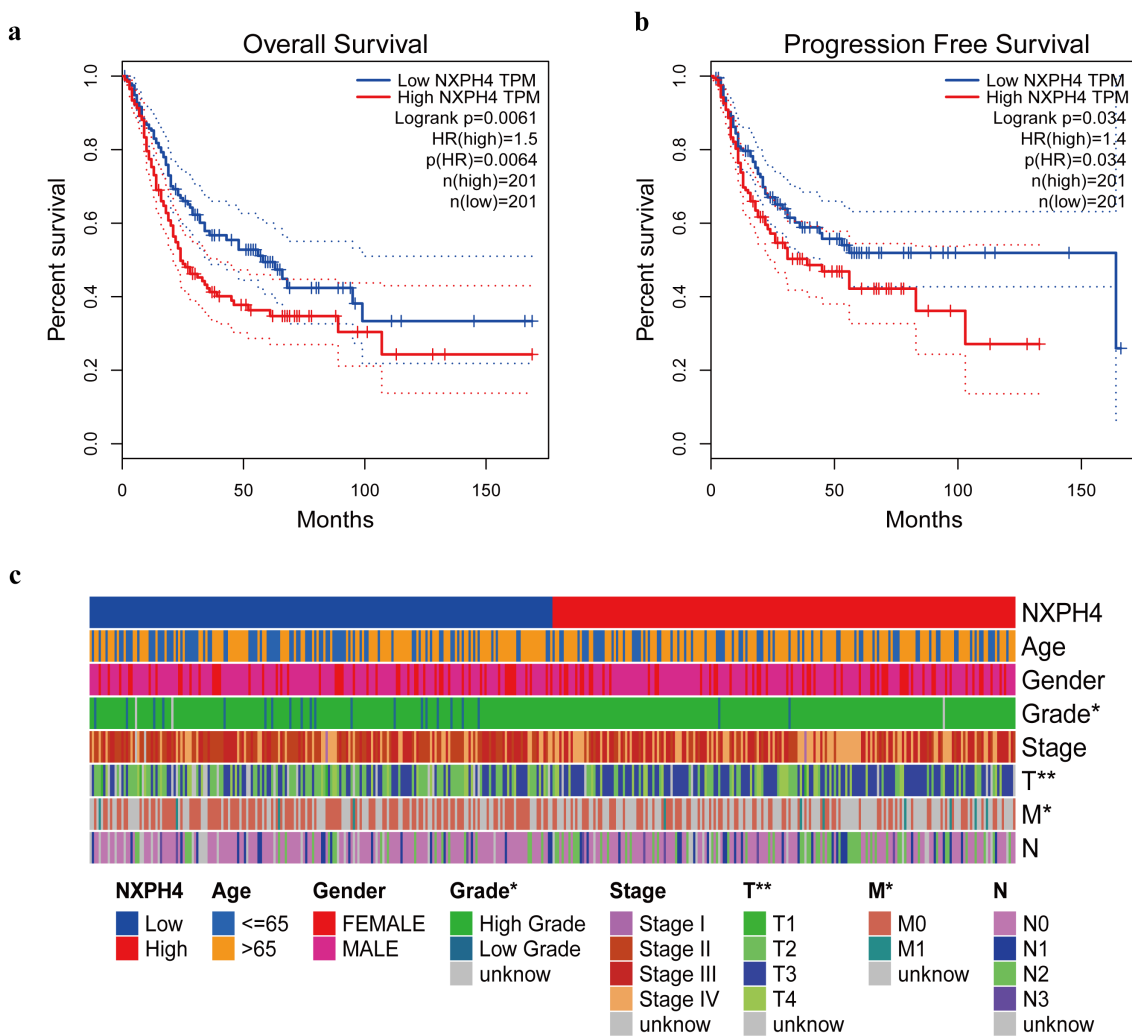 a
Overall Survival
Percent survival
1.0
0.8
0.6
0.4
0.2
0.0
Low NXPH4 TPM
High NXPH4 TPM
Logrank p=0.0061
HR(high)=1.5
p(HR)=0.0064
n(high)=201
n(low)=201
0 50 100 150
Months
b
Progression Free Survival
Percent survival
1.0
0.8
0.6
0.4
0.2
0.0
Low NXPH4 TPM
High NXPH4 TPM
Logrank p=0.034
HR(high)=1.4
p(HR)=0.034
n(high)=201
n(low)=201
0 50 100 150
Months
c
NXPH4
Age
Gender
Grade*
Stage
T**
M*
N
NXPH4
Low
High
Age
<=65
>65
Gender
FEMALE
MALE
Grade*
High Grade
Low Grade
unknow
Stage
Stage I
Stage II
Stage III
Stage IV
unknow
T**
T1
T2
T3
T4
unknow
M*
M0
M1
unknow
N
N0
N1
N2
N3
unknow